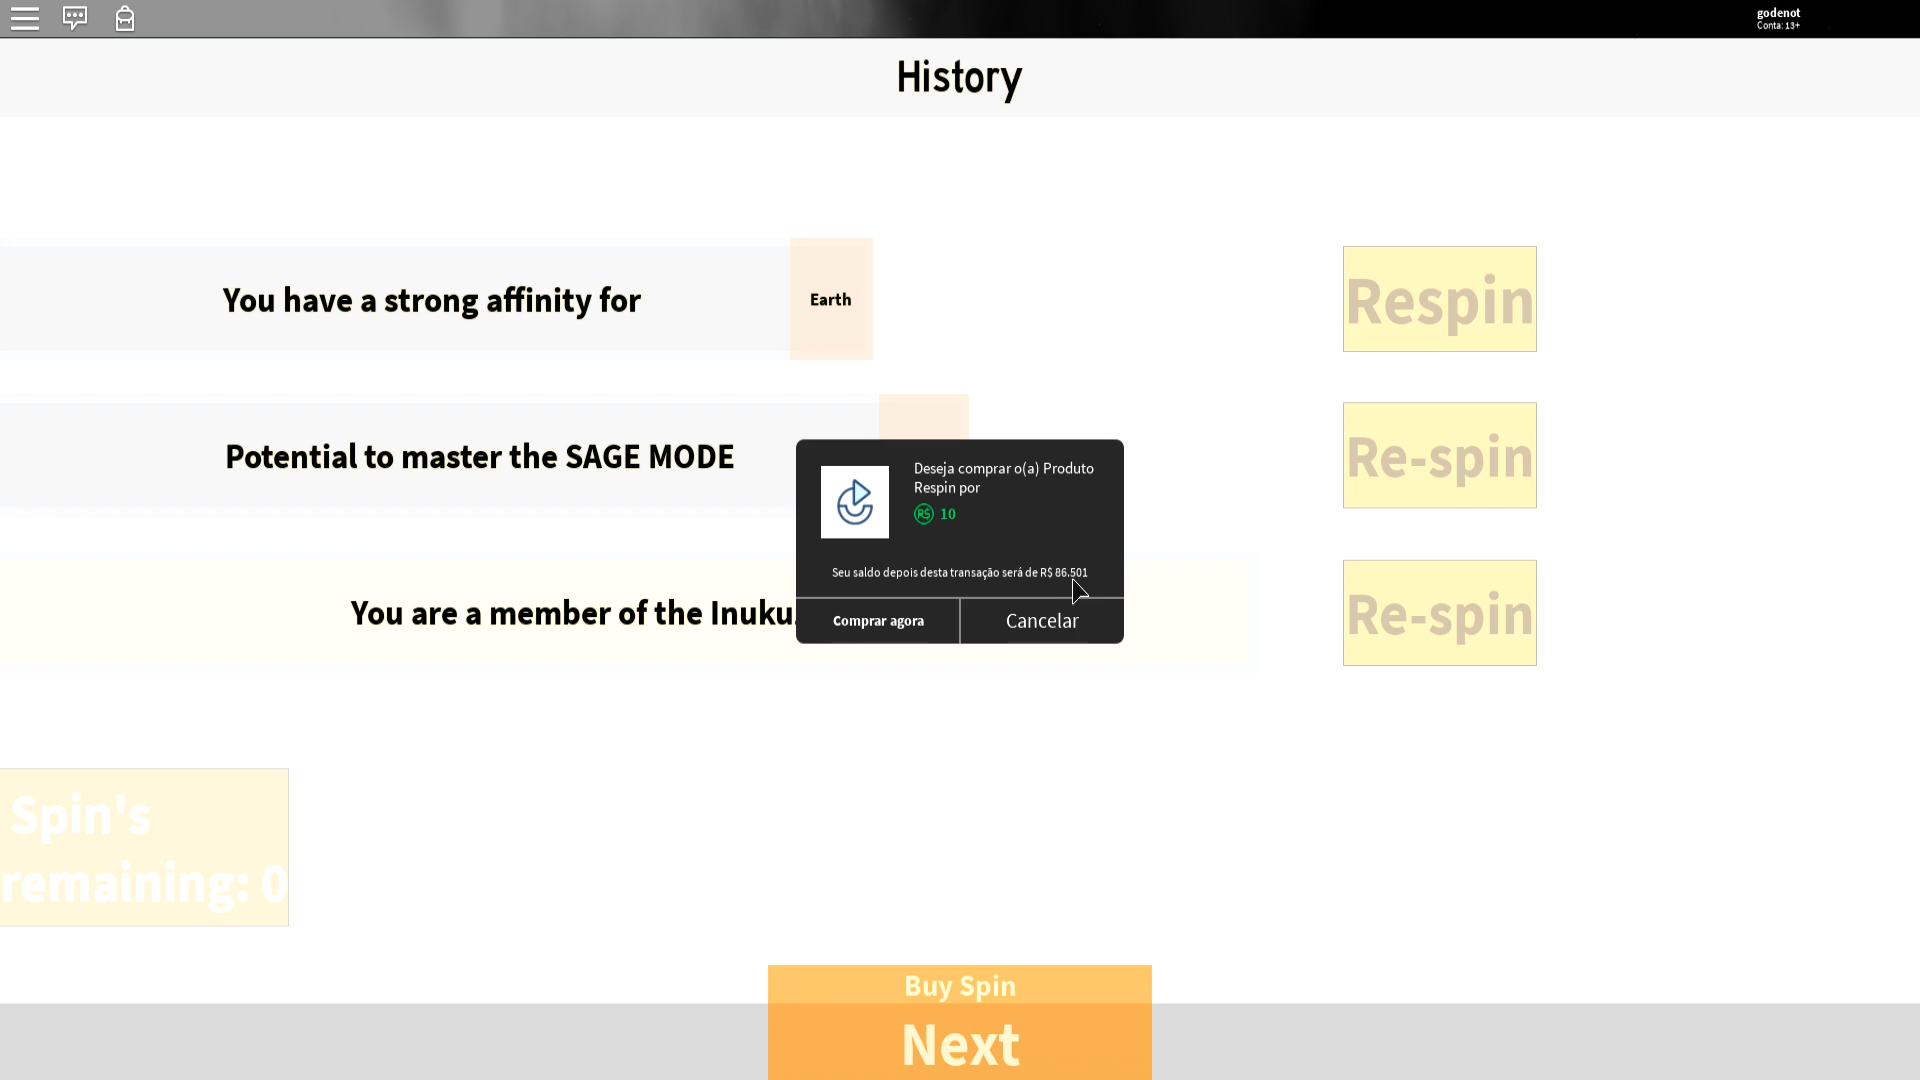 godenot
Conta: 13+
History
You have a strong affinity for
Earth
Respin
Potential to master the SAGE MODE
Re-spin
Deseja comprar o(a) Produto
Respin por
R$ 10
Seu saldo depois desta transação será de R$ 86.501
Comprar agora
Cancelar
You are a member of the
Re-spin
Spin's
remaining: 0
Buy Spin
Next